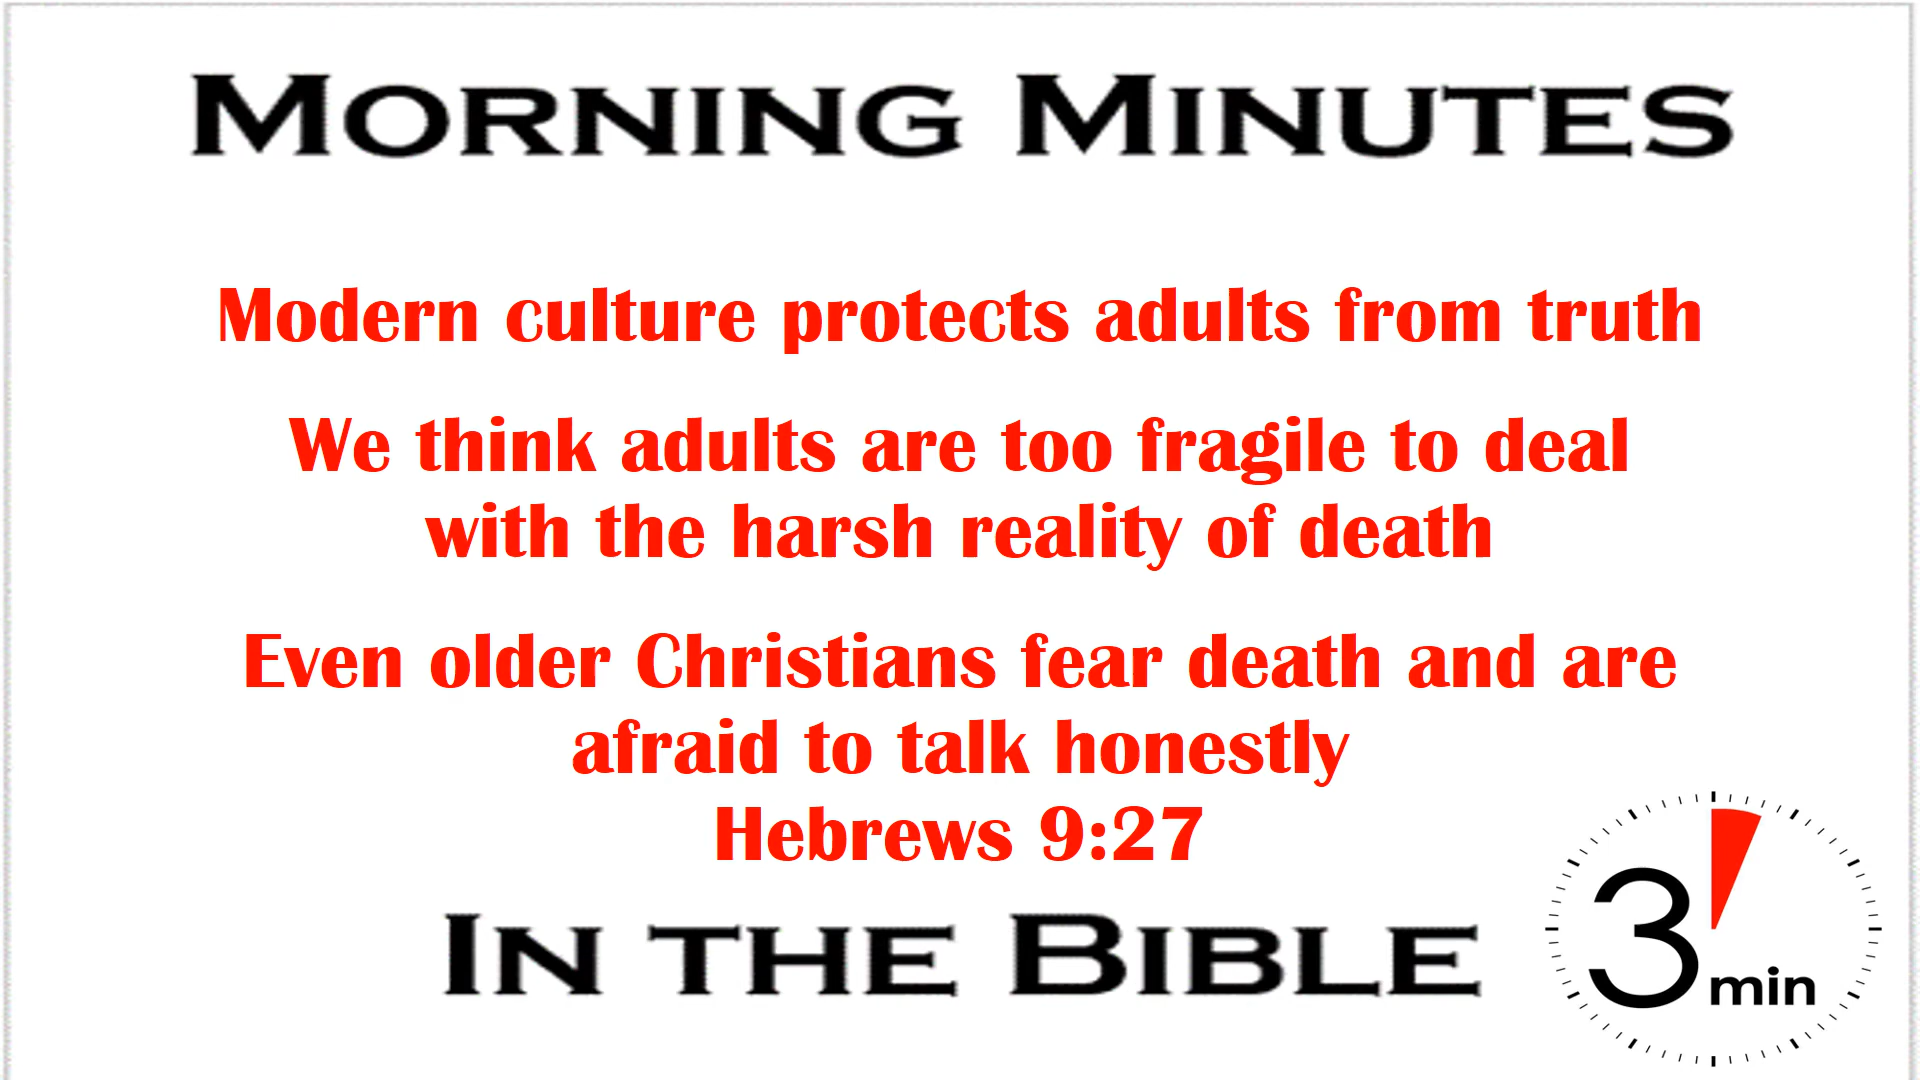 MORNING MINUTES
Modern culture protects adults from truth
We think adults are too fragile to deal
with the harsh reality of death
Even older Christians fear death and are
afraid to talk honestly
Hebrews 9:27
IN THE BIBLE
3 min